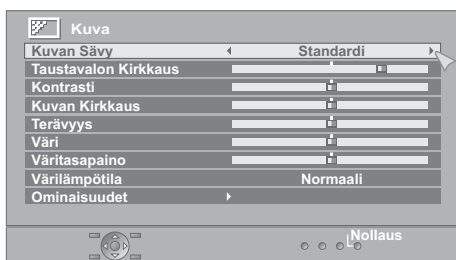 Kuva
Kuvan Sävy Standardi
Taustavalon Kirkkaus
Kontrasti
Kuvan Kirkkaus
Terävyys
Väri
Väritasapaino
Värilämpötila Normaali
Ominaisuudet
Nollaus